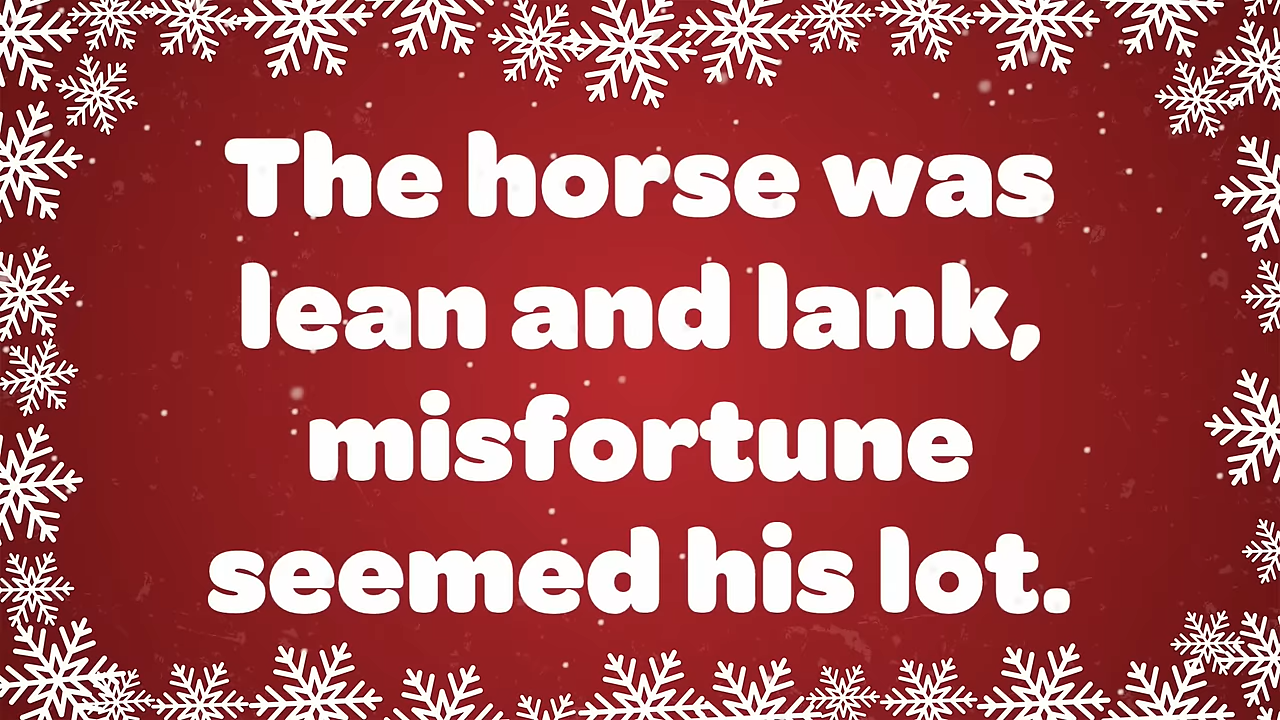 The horse was
lean and lank,
misfortune
seemed his lot.